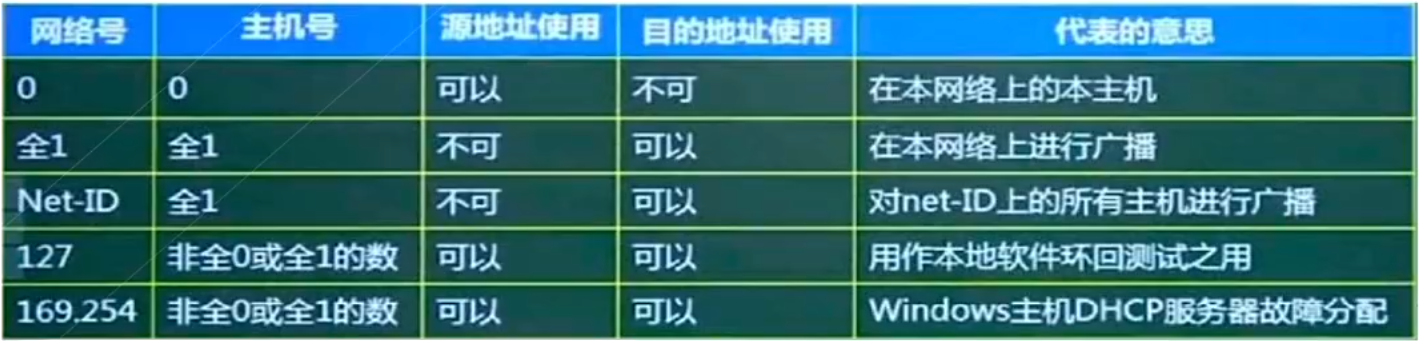 网络号 主机号 源地址使用 目的地址使用 代表的意思
0 0 可以 不可 在本网络上的本主机
全1 全1 不可 可以 在本网络上进行广播
Net-ID 全1 不可 可以 对net-ID上的所有主机进行广播
127 非全0或全1的数 可以 可以 用作本地软件环回测试之用
169.254 非全0或全1的数 可以 可以 Windows主机DHCP服务器故障分配